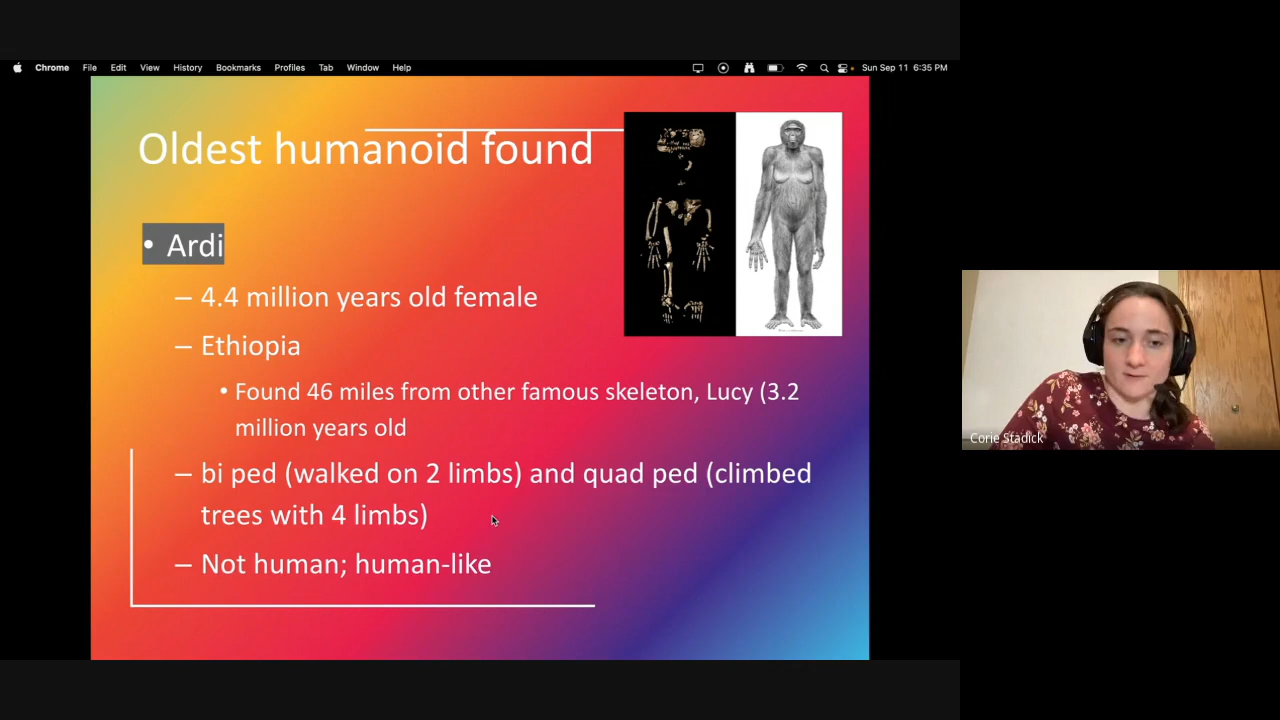 Chrome File Edit View History Bookmarks Profiles Tab Window Help Sun Sep 11 6:35 PM
Oldest humanoid found
• Ardi
– 4.4 million years old female
– Ethiopia
• Found 46 miles from other famous skeleton, Lucy (3.2
million years old
– bi ped (walked on 2 limbs) and quad ped (climbed
trees with 4 limbs)
– Not human; human-like
Corie Stadick